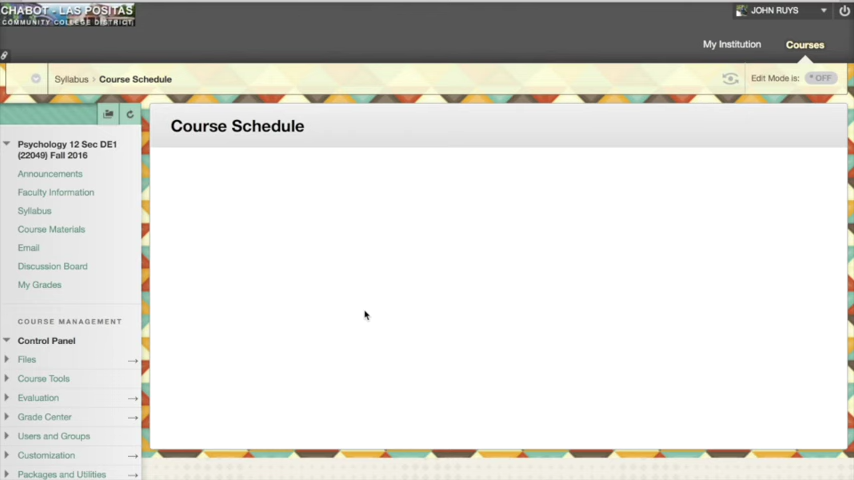 CHABOT - LAS POSITAS
COMMUNITY COLLEGE DISTRICT
JOHN RUYS
My Institution
Courses
Syllabus > Course Schedule
Edit Mode is:
OFF
Course Schedule
Psychology 12 Sec DE1
(22049) Fall 2016
Announcements
Faculty Information
Syllabus
Course Materials
Email
Discussion Board
My Grades
COURSE MANAGEMENT
Control Panel
Files
Course Tools
Evaluation
Grade Center
Users and Groups
Customization
Packages and Utilities